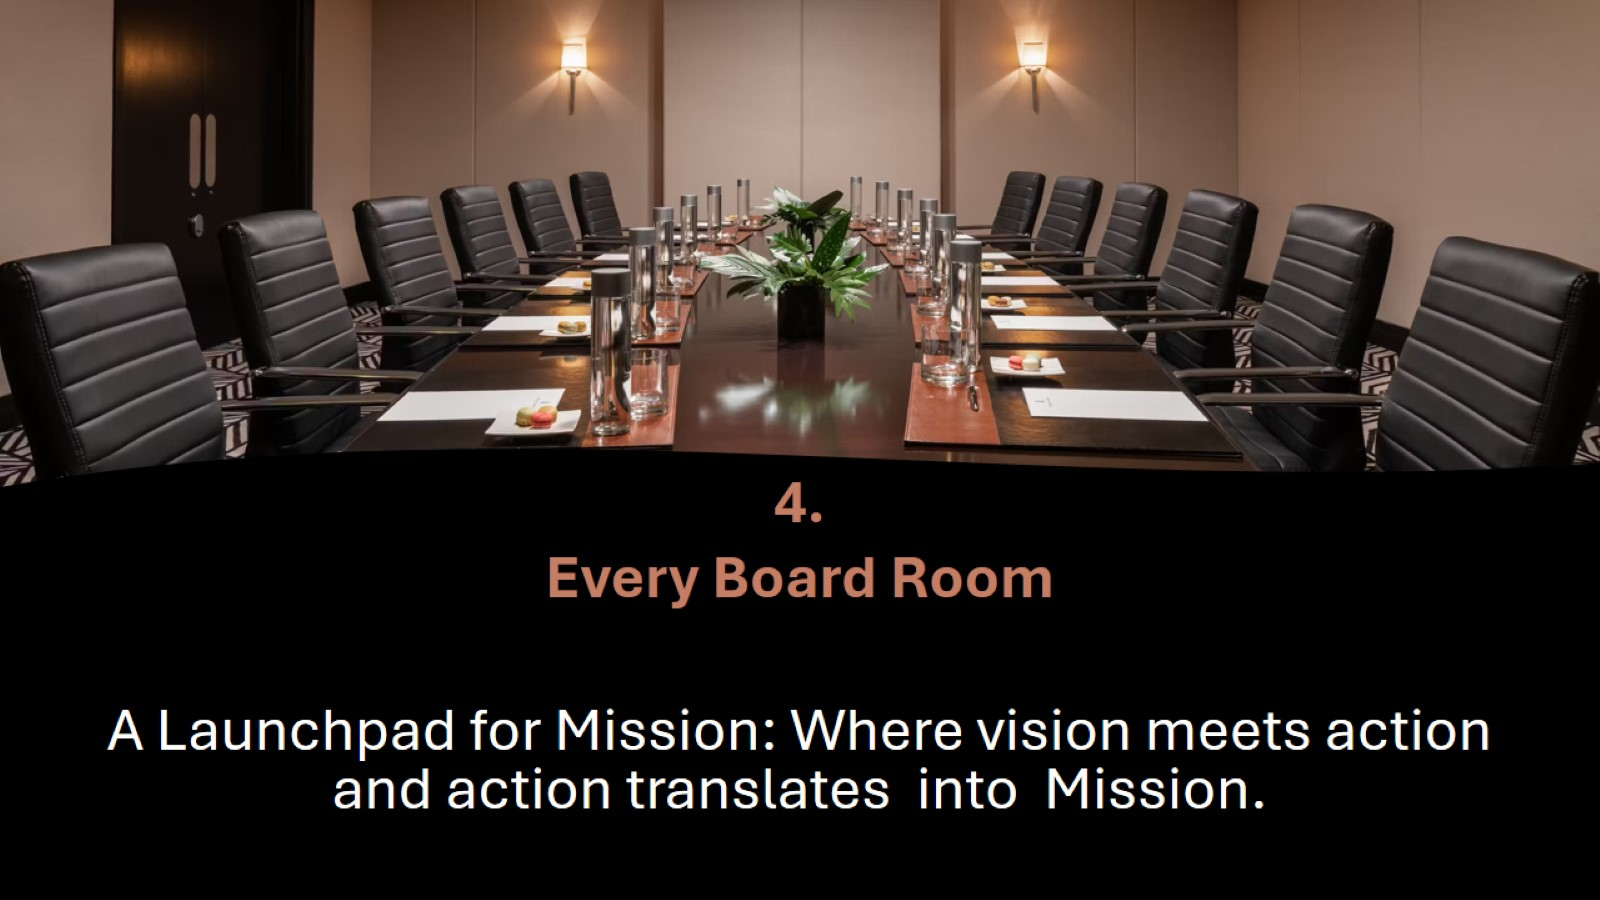 4.
Every Board Room
A Launchpad for Mission: Where vision meets action
and action translates  into  Mission.